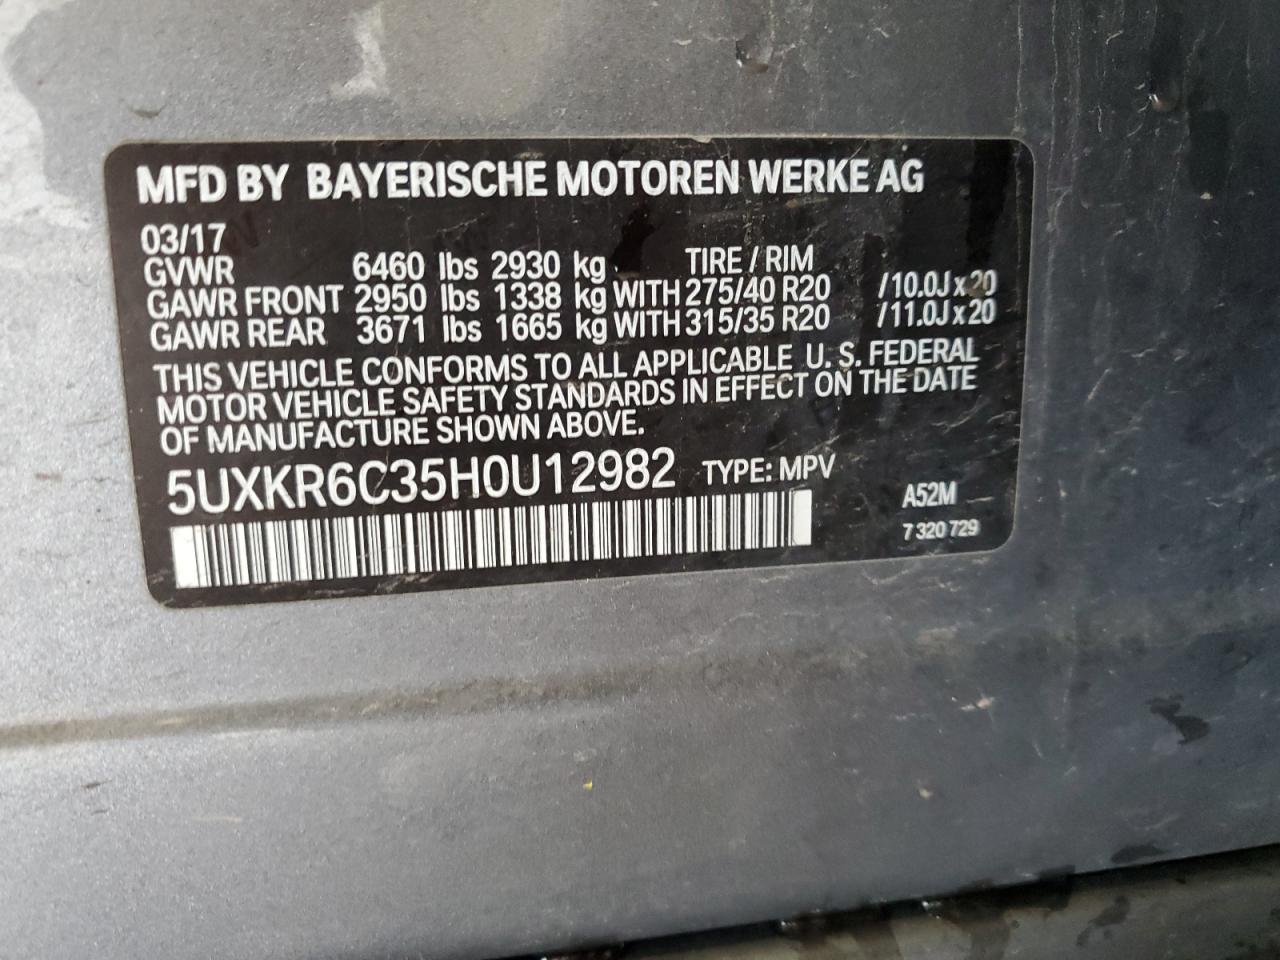 MFD BY BAYERISCHE MOTOREN WERKE AG
03/17
GVWR 6460 lbs 2930 kg TIRE / RIM
GAWR FRONT 2950 lbs 1338 kg WITH 275/40 R20 /10.0J x 20
GAWR REAR 3671 lbs 1665 kg WITH 315/35 R20 /11.0J x 20
THIS VEHICLE CONFORMS TO ALL APPLICABLE U. S. FEDERAL
MOTOR VEHICLE SAFETY STANDARDS IN EFFECT ON THE DATE
OF MANUFACTURE SHOWN ABOVE.
5UXKR6C35H0U12982 TYPE: MPV
A52M
7 320 729